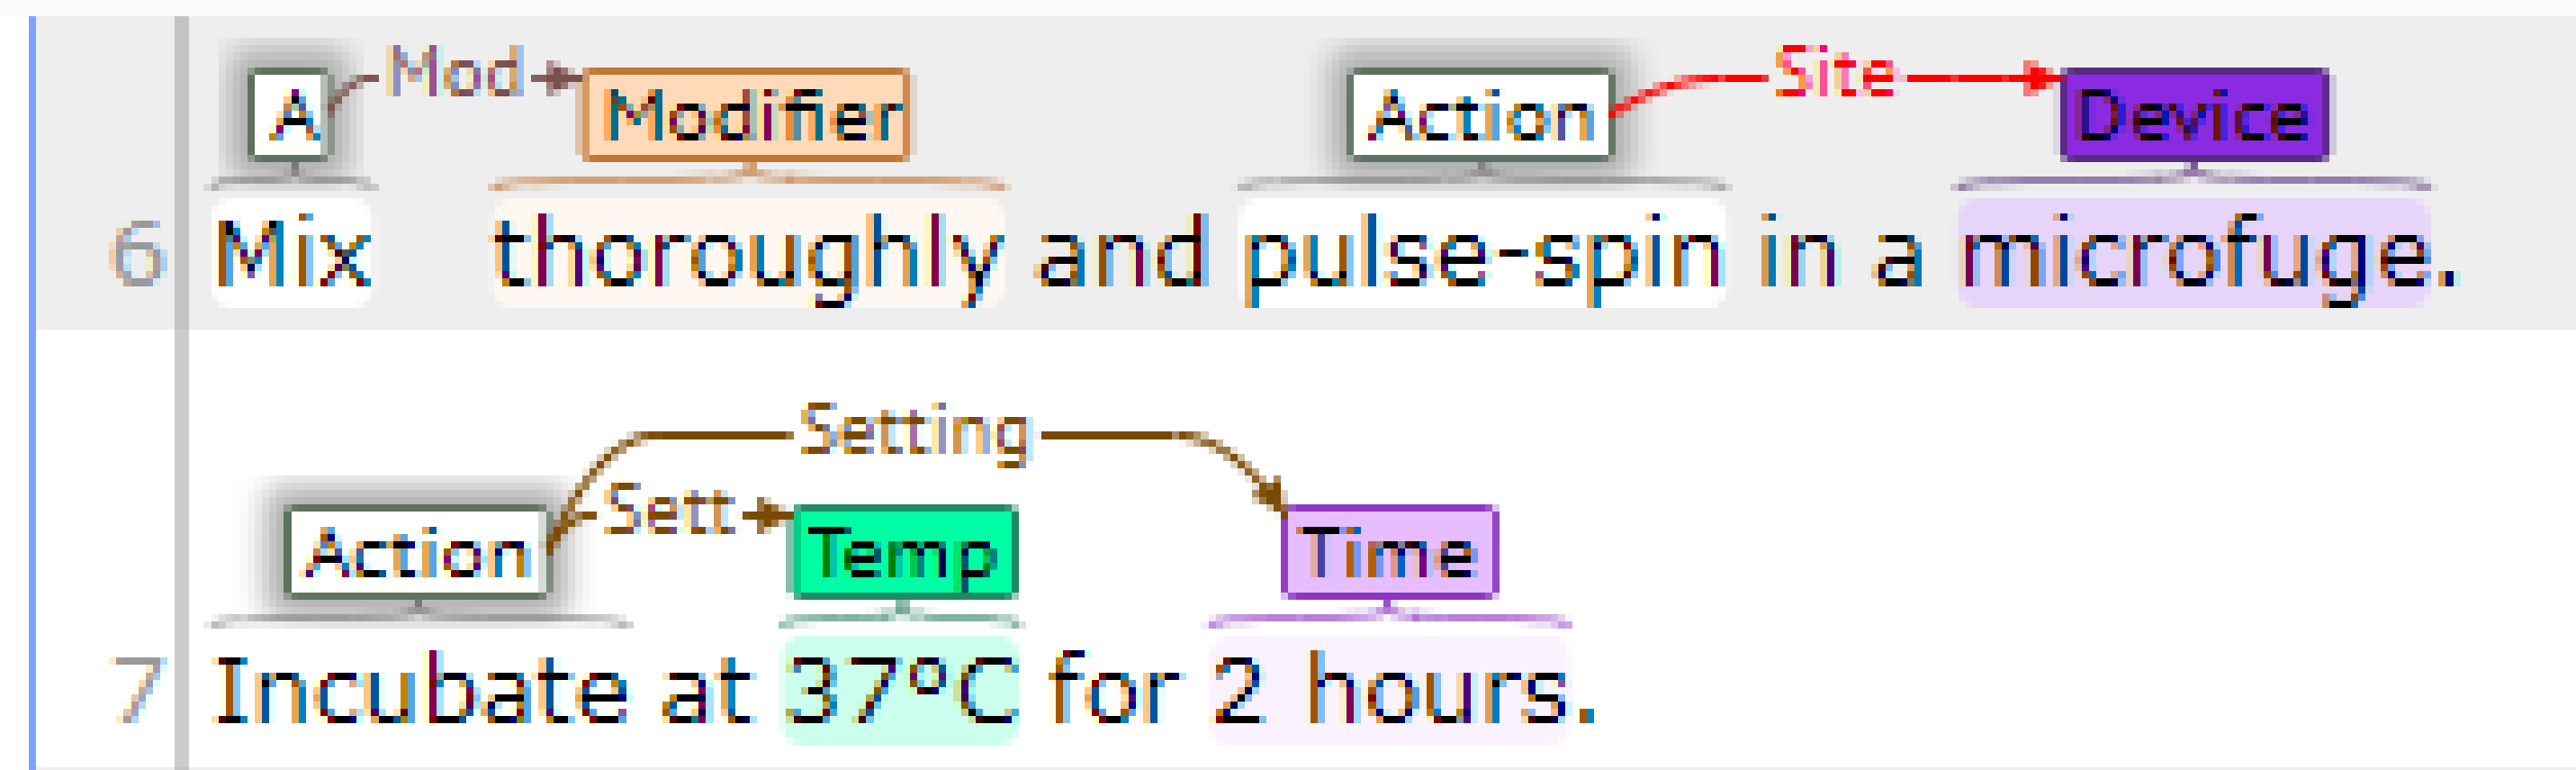 A Mod Modifier Action Site Device
6 Mix thoroughly and pulse-spin in a microfuge.
Setting
Action Sett Temp Time
7 Incubate at 37ºC for 2 hours.